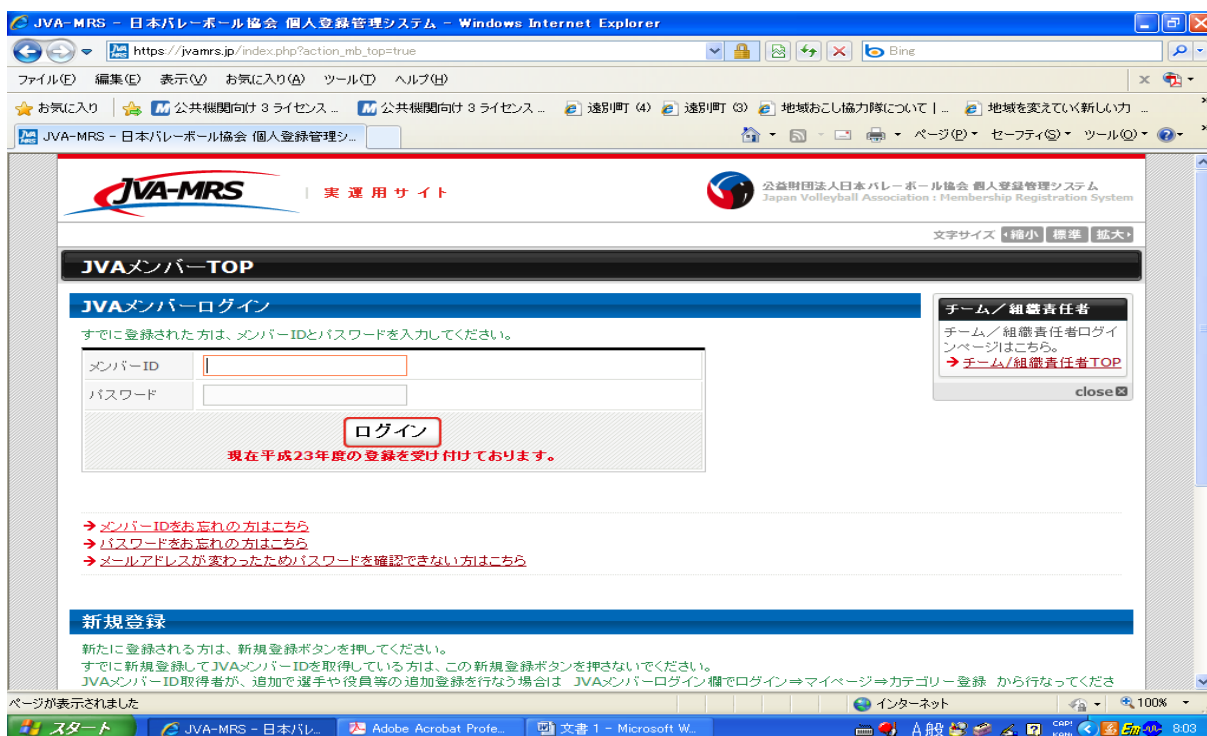 JVA-MRS - 日本バレーボール協会 個人登録管理システム - Windows Internet Explorer
https://jvamrs.jp/index.php?action_mb_top=true
Bing
ファイル(F) 編集(E) 表示(V) お気に入り(A) ツール(T) ヘルプ(H)
お気に入り 公共機関向け 3 ライセンス ... 公共機関向け 3 ライセンス ... 遠別町 (4) 遠別町 (3) 地域おこし協力隊について | ... 地域を変えていく新しい力 ...
JVA-MRS - 日本バレーボール協会 個人登録管理シ... ページ(P) セーフティ(S) ツール(O)
JVA-MRS 実運用サイト
公益財団法人日本バレーボール協会 個人登録管理システム
Japan Volleyball Association : Membership Registration System
文字サイズ 縮小 標準 拡大
JVAメンバーTOP
JVAメンバーログイン
すでに登録された方は、メンバーIDとパスワードを入力してください。
メンバーID
パスワード
ログイン
現在平成23年度の登録を受け付けております。
チーム／組織責任者
チーム／組織責任者ログイ
ンページはこちら。
チーム/組織責任者TOP
close
メンバーIDをお忘れの方はこちら
パスワードをお忘れの方はこちら
メールアドレスが変わったためパスワードを確認できない方はこちら
新規登録
新たに登録される方は、新規登録ボタンを押してください。
すでに新規登録してJVAメンバーIDを取得している方は、この新規登録ボタンを押さないでください。
JVAメンバーID取得者が、追加で選手や役員等の追加登録を行なう場合は JVAメンバーログイン欄でログイン⇒マイページ⇒カテゴリー登録 から行なってくださ
ページが表示されました インターネット 100%
スタート JVA-MRS - 日本バレ... Adobe Acrobat Profe... 文書 1 - Microsoft W... A般 CAPS KANA 8:03